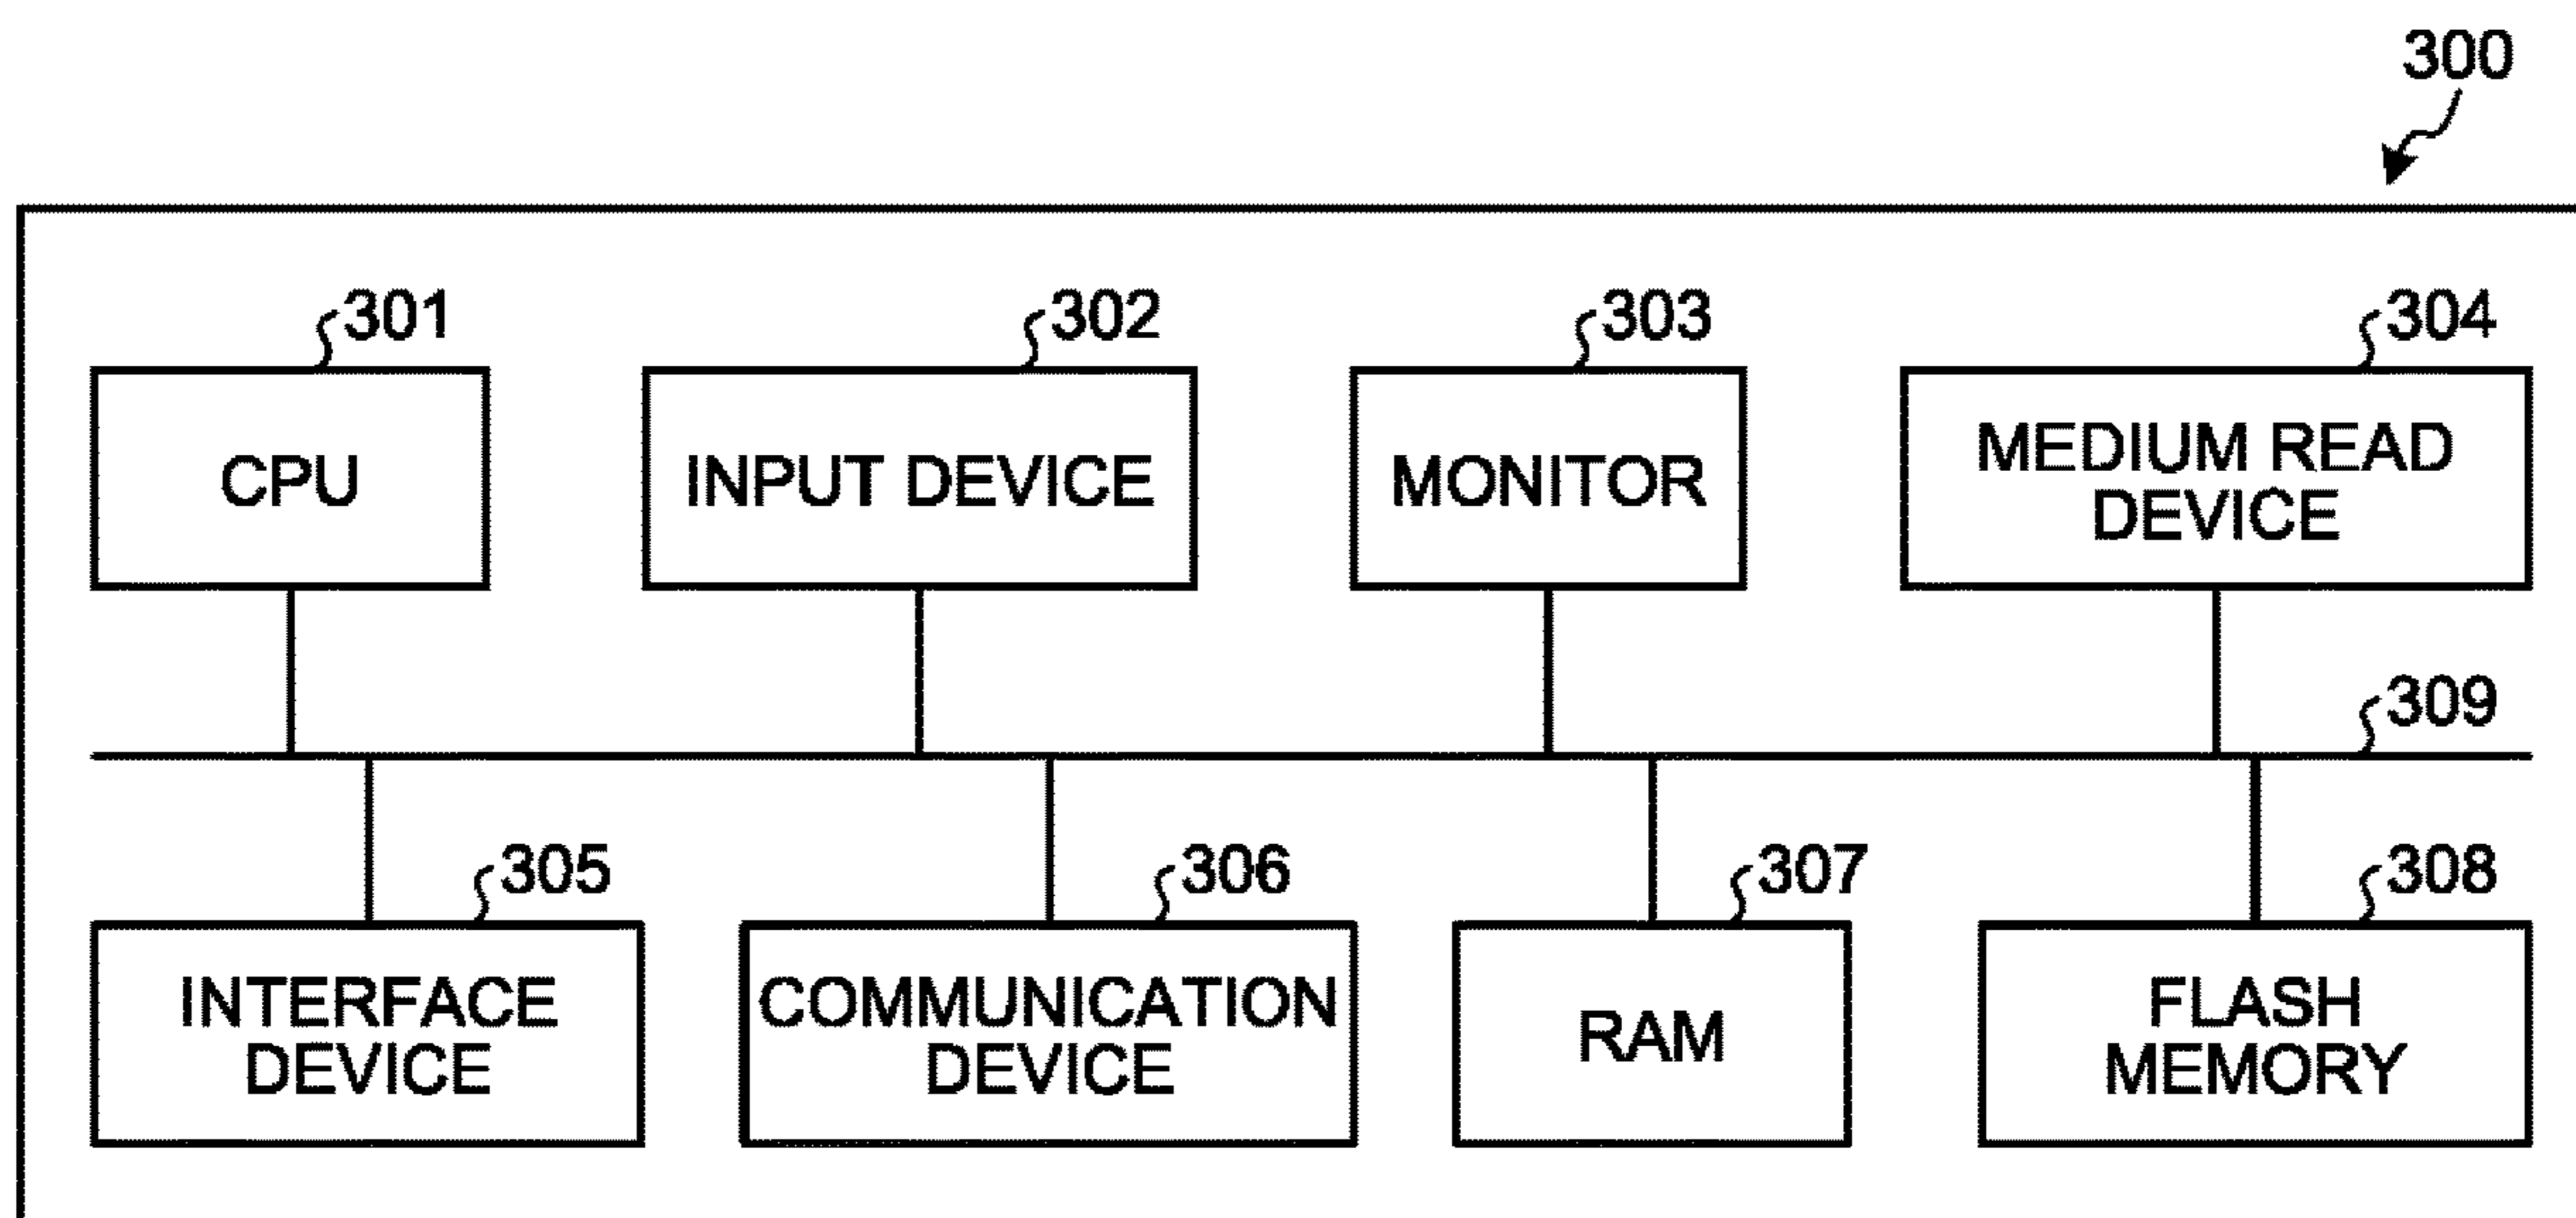 300
301
302
303
304
CPU
INPUT DEVICE
MONITOR
MEDIUM READ
DEVICE
309
305
306
307
308
INTERFACE
DEVICE
COMMUNICATION
DEVICE
RAM
FLASH
MEMORY